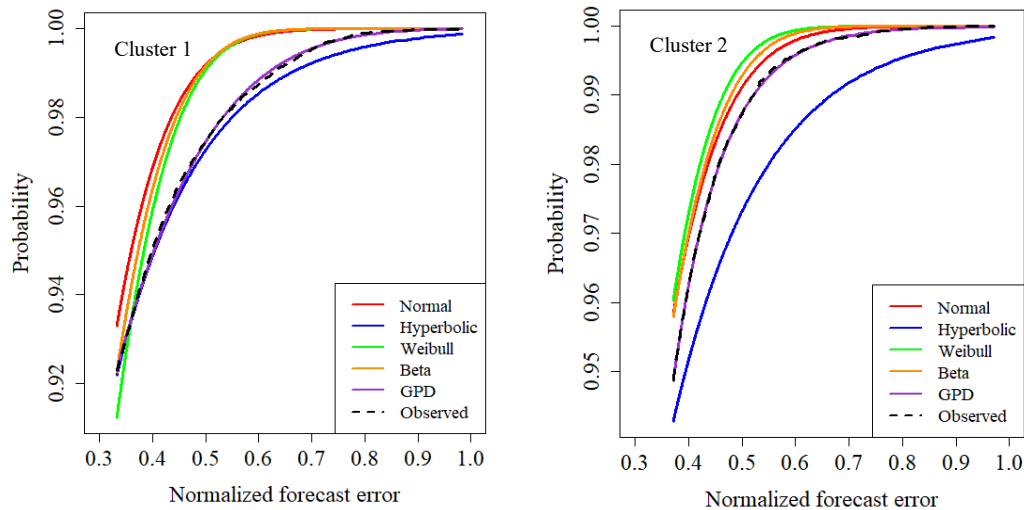 Cluster 1
Probability
1.00
0.98
0.96
0.94
0.92
Normal
Hyperbolic
Weibull
Beta
GPD
Observed
0.3 0.4 0.5 0.6 0.7 0.8 0.9 1.0
Normalized forecast error
Cluster 2
Probability
1.00
0.99
0.98
0.97
0.96
0.95
Normal
Hyperbolic
Weibull
Beta
GPD
Observed
0.3 0.4 0.5 0.6 0.7 0.8 0.9 1.0
Normalized forecast error